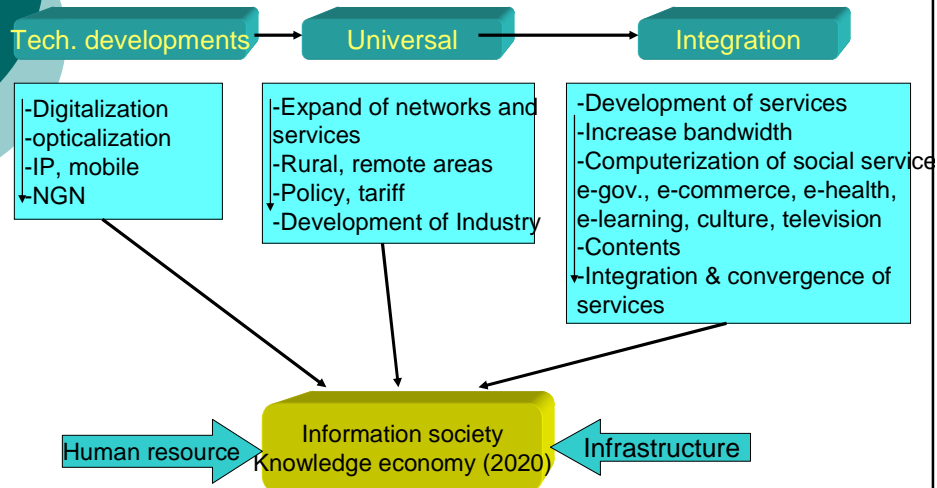 Tech. developments
Universal
Integration
-Digitalization
-opticalization
-IP, mobile
-NGN
-Expand of networks and
services
-Rural, remote areas
-Policy, tariff
-Development of Industry
-Development of services
-Increase bandwidth
-Computerization of social service
e-gov., e-commerce, e-health,
e-learning, culture, television
-Contents
-Integration & convergence of
services
Human resource
Information society
Knowledge economy (2020)
Infrastructure